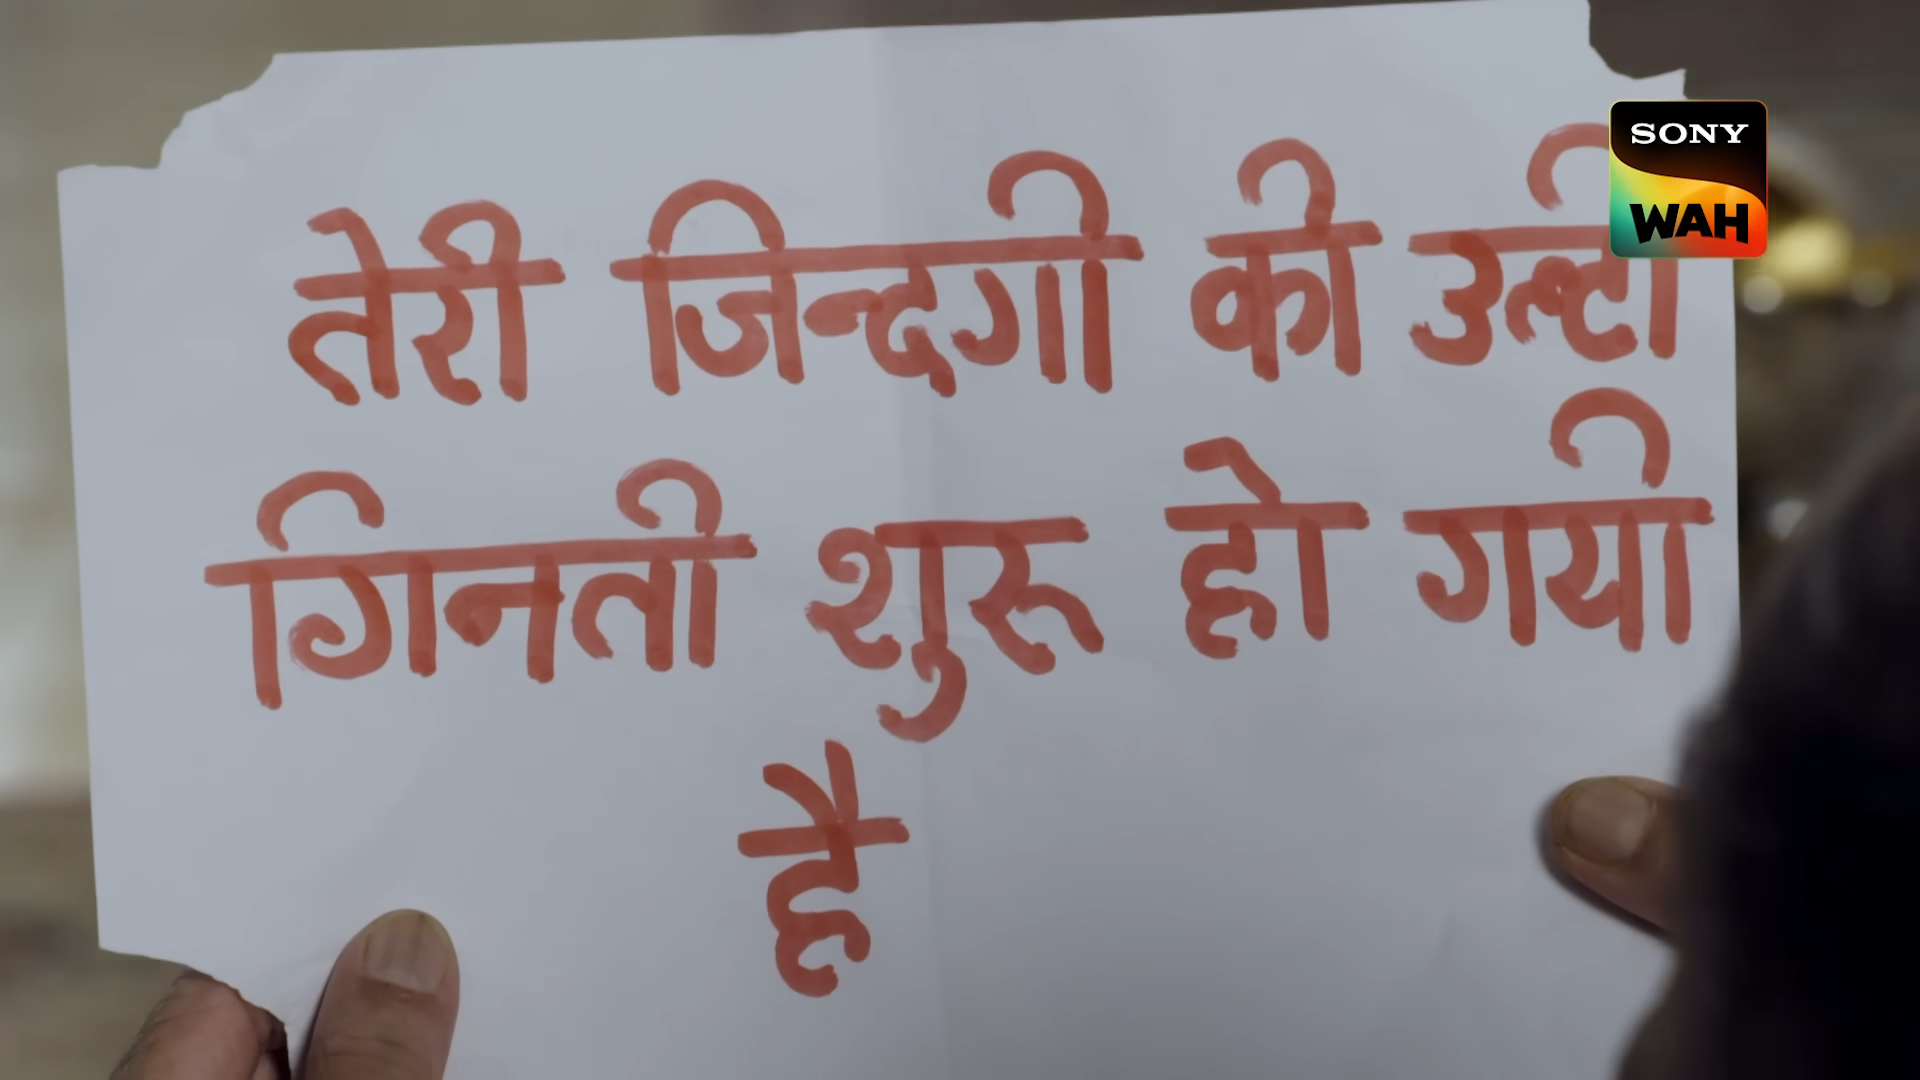 तेरी जिन्दगी की उल्टी
गिनती शुरू हो गयी
है
SONY
WAH